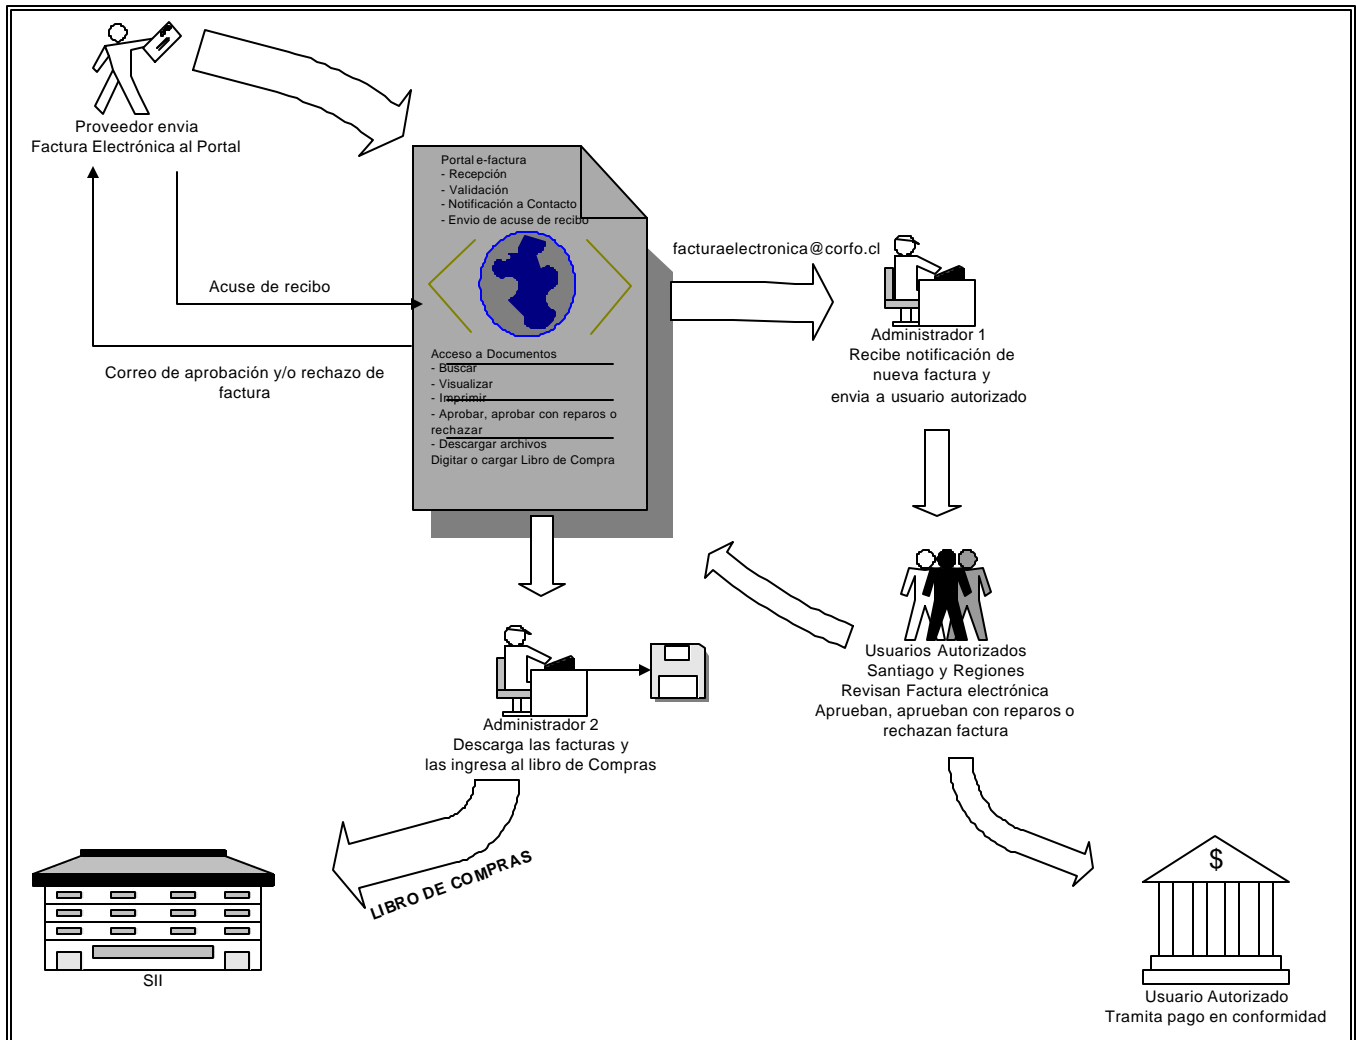 Proveedor envia
Factura Electrónica al Portal
Portal e-factura
- Recepción
- Validación
- Notificación a Contacto
- Envio de acuse de recibo
facturaelectronica@corfo.cl
Acuse de recibo
Administrador 1
Recibe notificación de
nueva factura y
envia a usuario autorizado
Correo de aprobación y/o rechazo de
factura
Acceso a Documentos
- Buscar
- Visualizar
- Imprimir
- Aprobar, aprobar con reparos o
rechazar
- Descargar archivos
Digitar o cargar Libro de Compra
Usuarios Autorizados
Santiago y Regiones
Revisan Factura electrónica
Aprueban, aprueban con reparos o
rechazan factura
Administrador 2
Descarga las facturas y
las ingresa al libro de Compras
LIBRO DE COMPRAS
SII
$
Usuario Autorizado
Tramita pago en conformidad